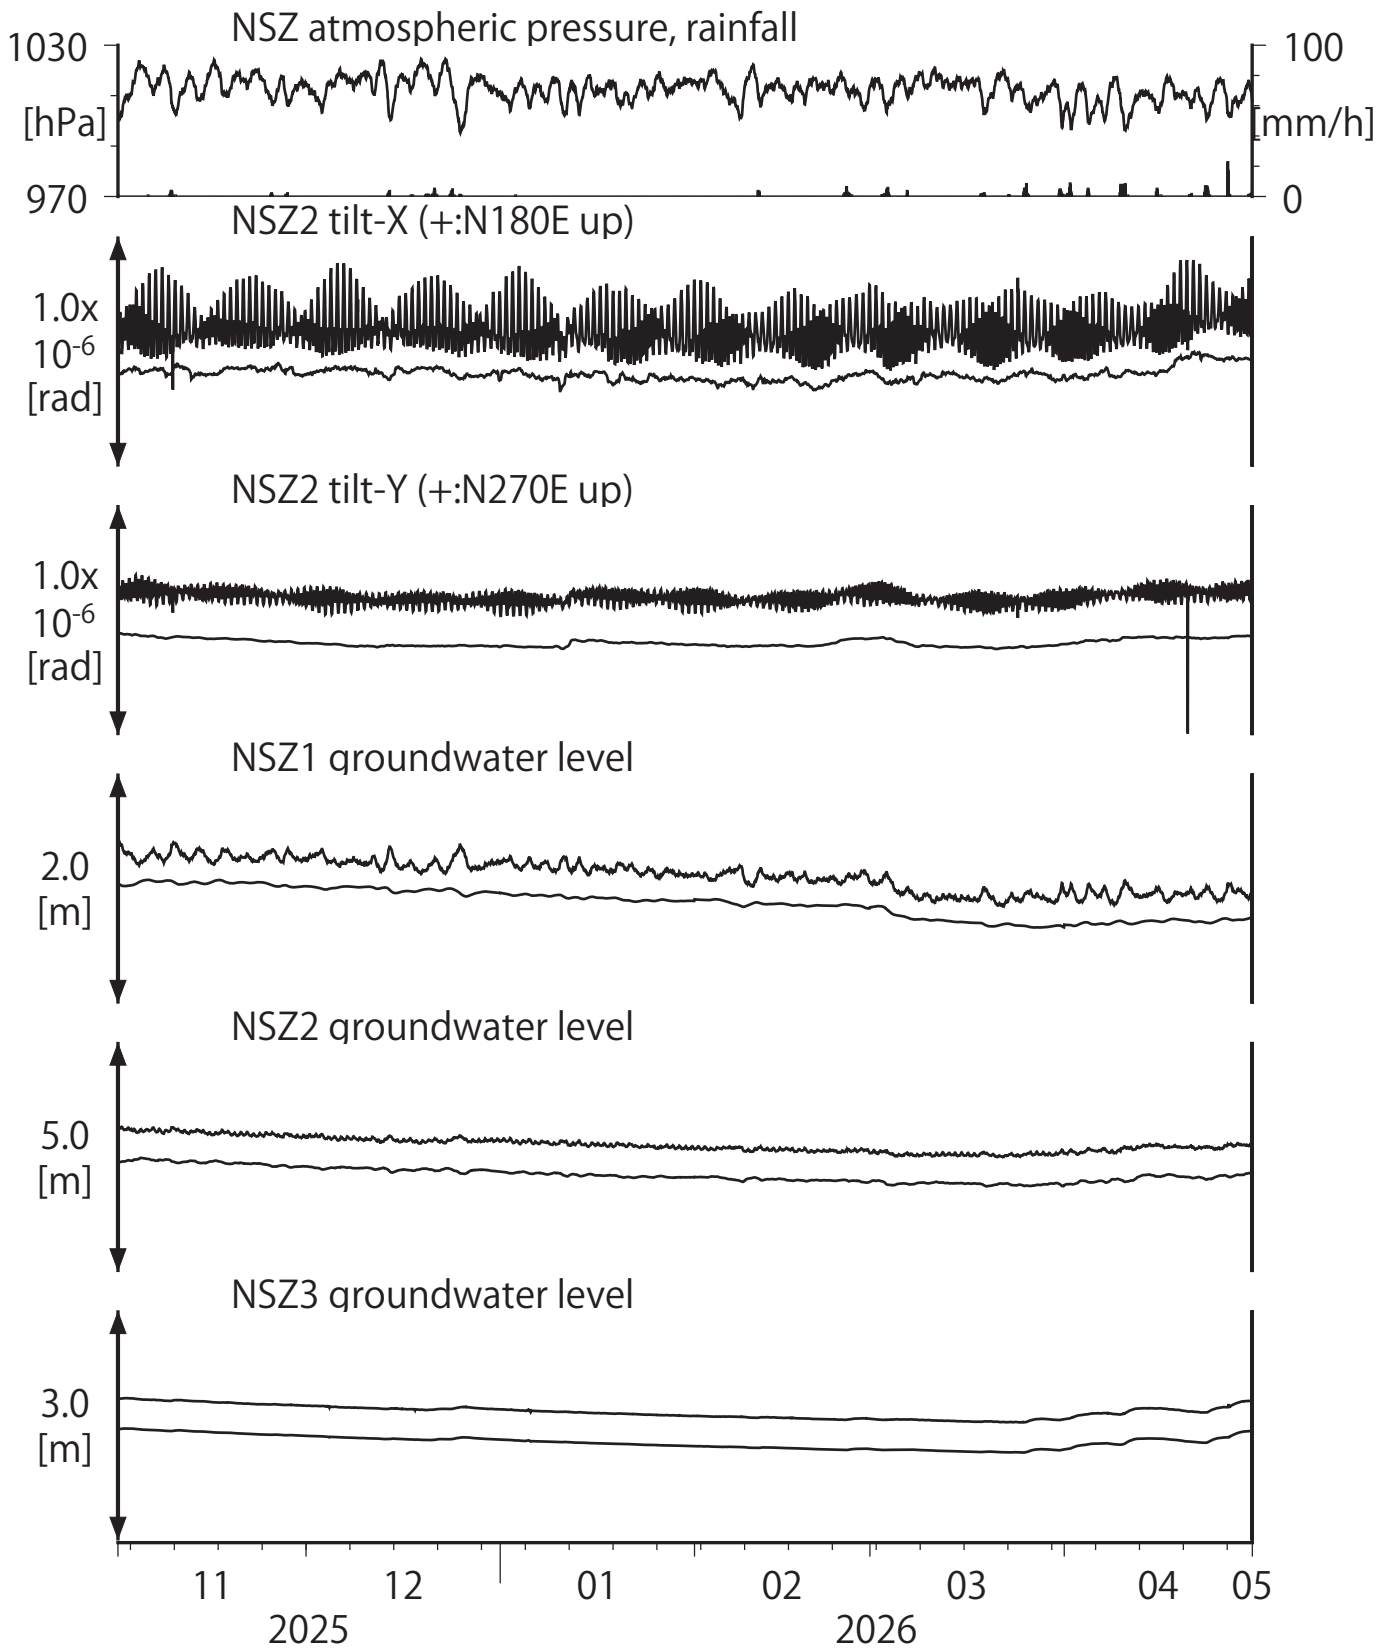 NSZ atmospheric pressure, rainfall
1030
100
[hPa]
[mm/h]
970
0
NSZ2 tilt-X (+:N180E up)
1.0x
10⁻⁶
[rad]
NSZ2 tilt-Y (+:N270E up)
1.0x
10⁻⁶
[rad]
NSZ1 groundwater level
2.0
[m]
NSZ2 groundwater level
5.0
[m]
NSZ3 groundwater level
3.0
[m]
11 12 01 02 03 04 05
2025 2026